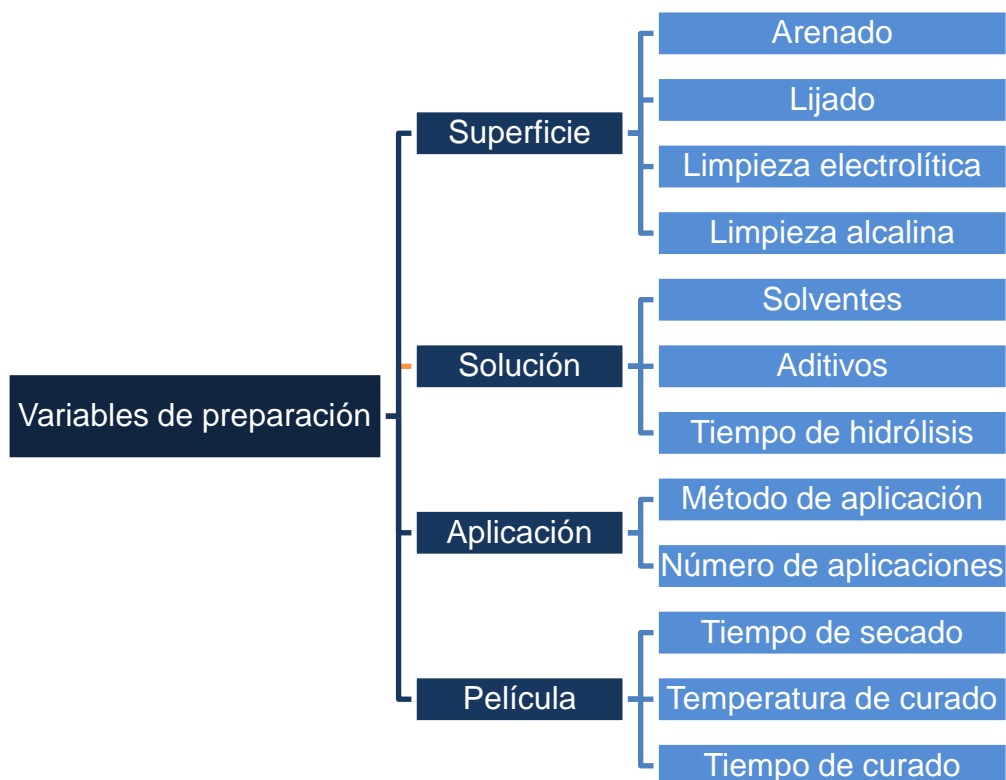 Variables de preparación
Superficie
Arenado
Lijado
Limpieza electrolítica
Limpieza alcalina
Solución
Solventes
Aditivos
Tiempo de hidrólisis
Aplicación
Método de aplicación
Número de aplicaciones
Película
Tiempo de secado
Temperatura de curado
Tiempo de curado